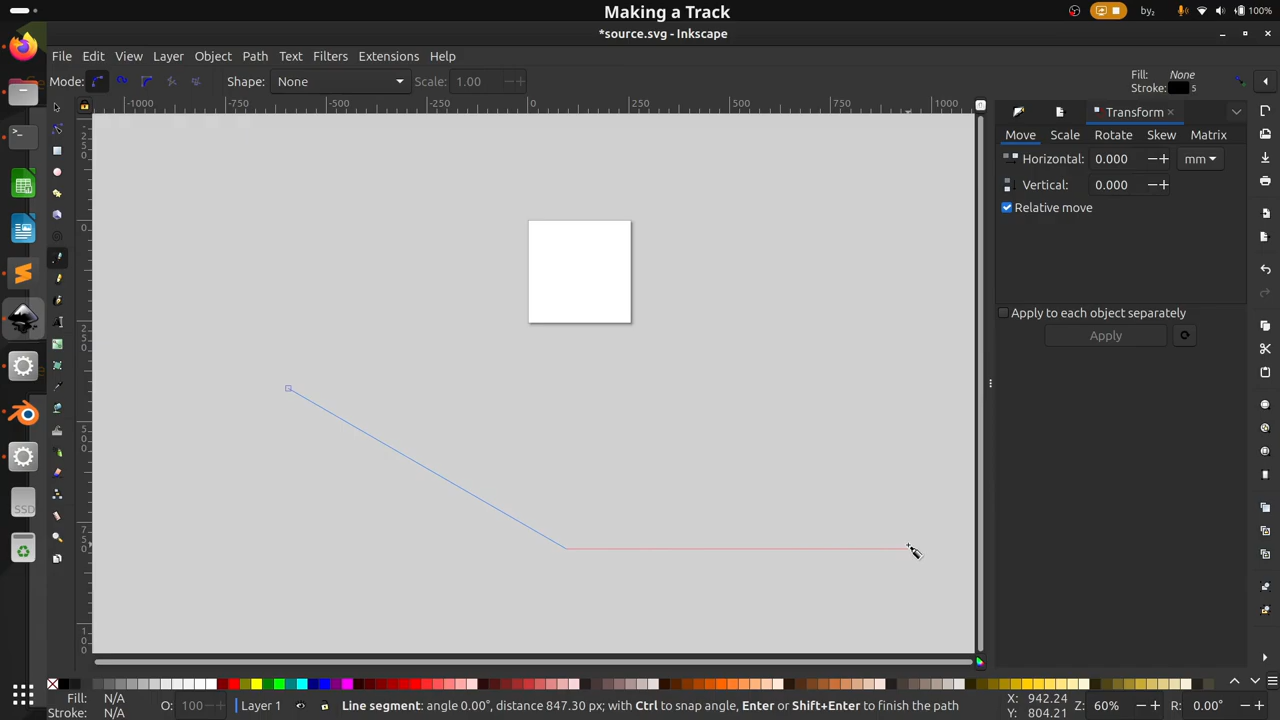 Making a Track
by₂
100%
*source.svg - Inkscape
File Edit View Layer Object Path Text Filters Extensions Help
Mode: Shape: None Scale: 1.00
Fill: None
Stroke: 5
-1000 -750 -500 -250 0 250 500 750 1000
Transform
Move Scale Rotate Skew Matrix
Horizontal: 0.000 mm
Vertical: 0.000
Relative move
Apply to each object separately
Apply
SSD
Fill: N/A
Stroke: N/A
O: 100
Layer 1
Line segment: angle 0.00°, distance 847.30 px; with Ctrl to snap angle, Enter or Shift+Enter to finish the path
X: 942.24
Y: 804.21
Z: 60%
R: 0.00°